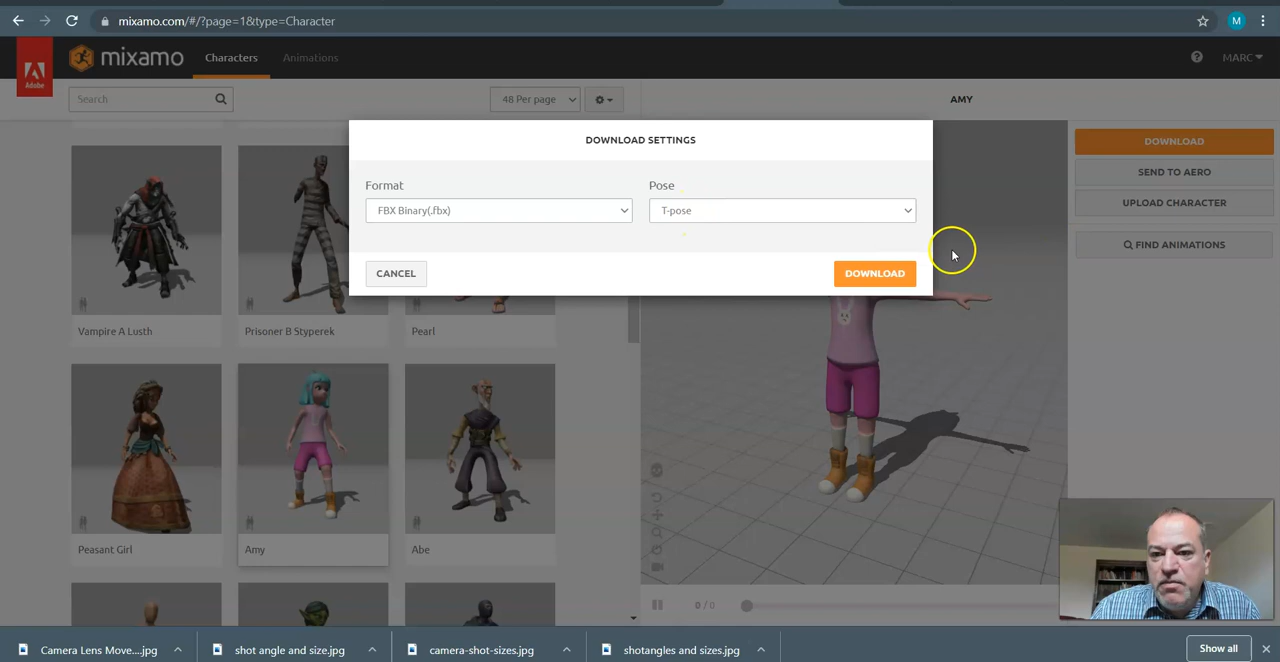 mixamo.com/#/?page=1&type=Character
M
Adobe
mixamo
Characters
Animations
MARC
Search
48 Per page
AMY
DOWNLOAD SETTINGS
Format
Pose
FBX Binary(.fbx)
T-pose
CANCEL
DOWNLOAD
DOWNLOAD
SEND TO AERO
UPLOAD CHARACTER
FIND ANIMATIONS
Vampire A Lusth
Prisoner B Styperek
Pearl
Peasant Girl
Amy
Abe
0 / 0
Camera Lens Move....jpg
shot angle and size.jpg
camera-shot-sizes.jpg
shotangles and sizes.jpg
Show all